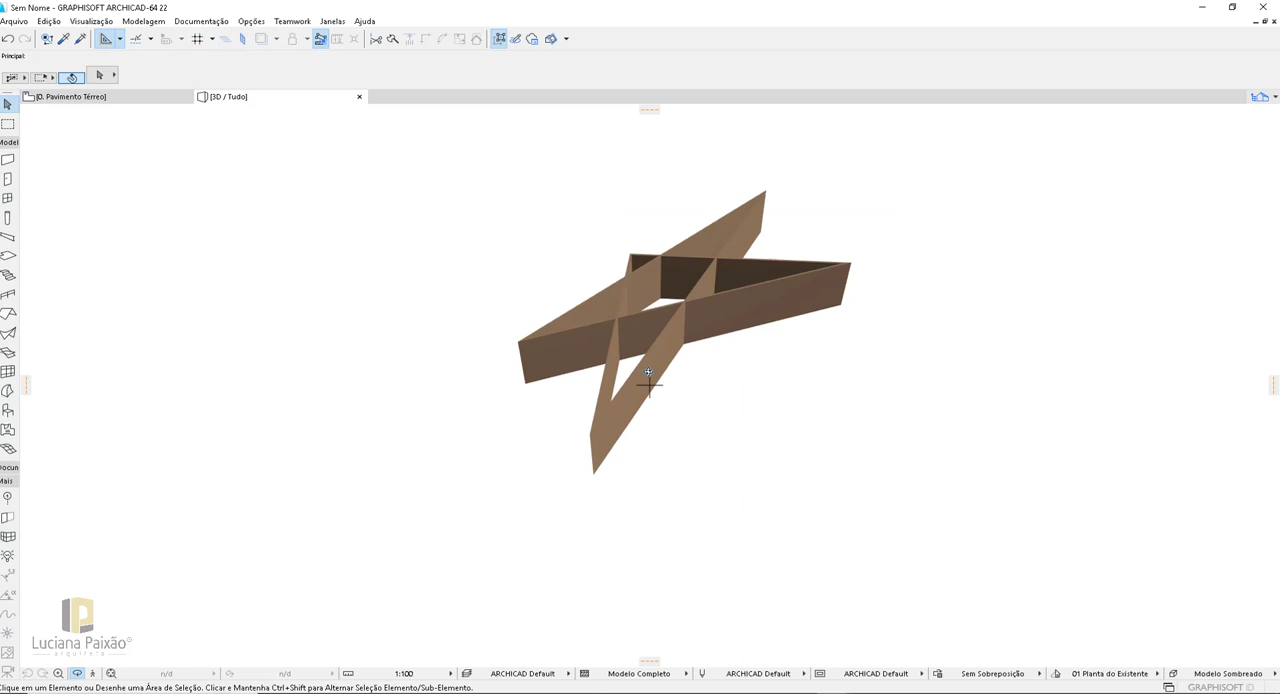 Sem Nome - GRAPHISOFT ARCHICAD-64 22
Arquivo Edição Visualização Modelagem Documentação Opções Teamwork Janelas Ajuda
Principal:
[0. Pavimento Térreo] [3D / Tudo]
Model
Docun
Mais
Luciana Paixão®
arquiteta
n/d n/d 1:100 ARCHICAD Default Modelo Completo ARCHICAD Default ARCHICAD Default Sem Sobreposição 01 Planta do Existente Modelo Sombreado
Clique em um Elemento ou Desenhe uma Área de Seleção. Clicar e Mantenha Ctrl+Shift para Alternar Seleção Elemento/Sub-Elemento.
GRAPHISOFT ID